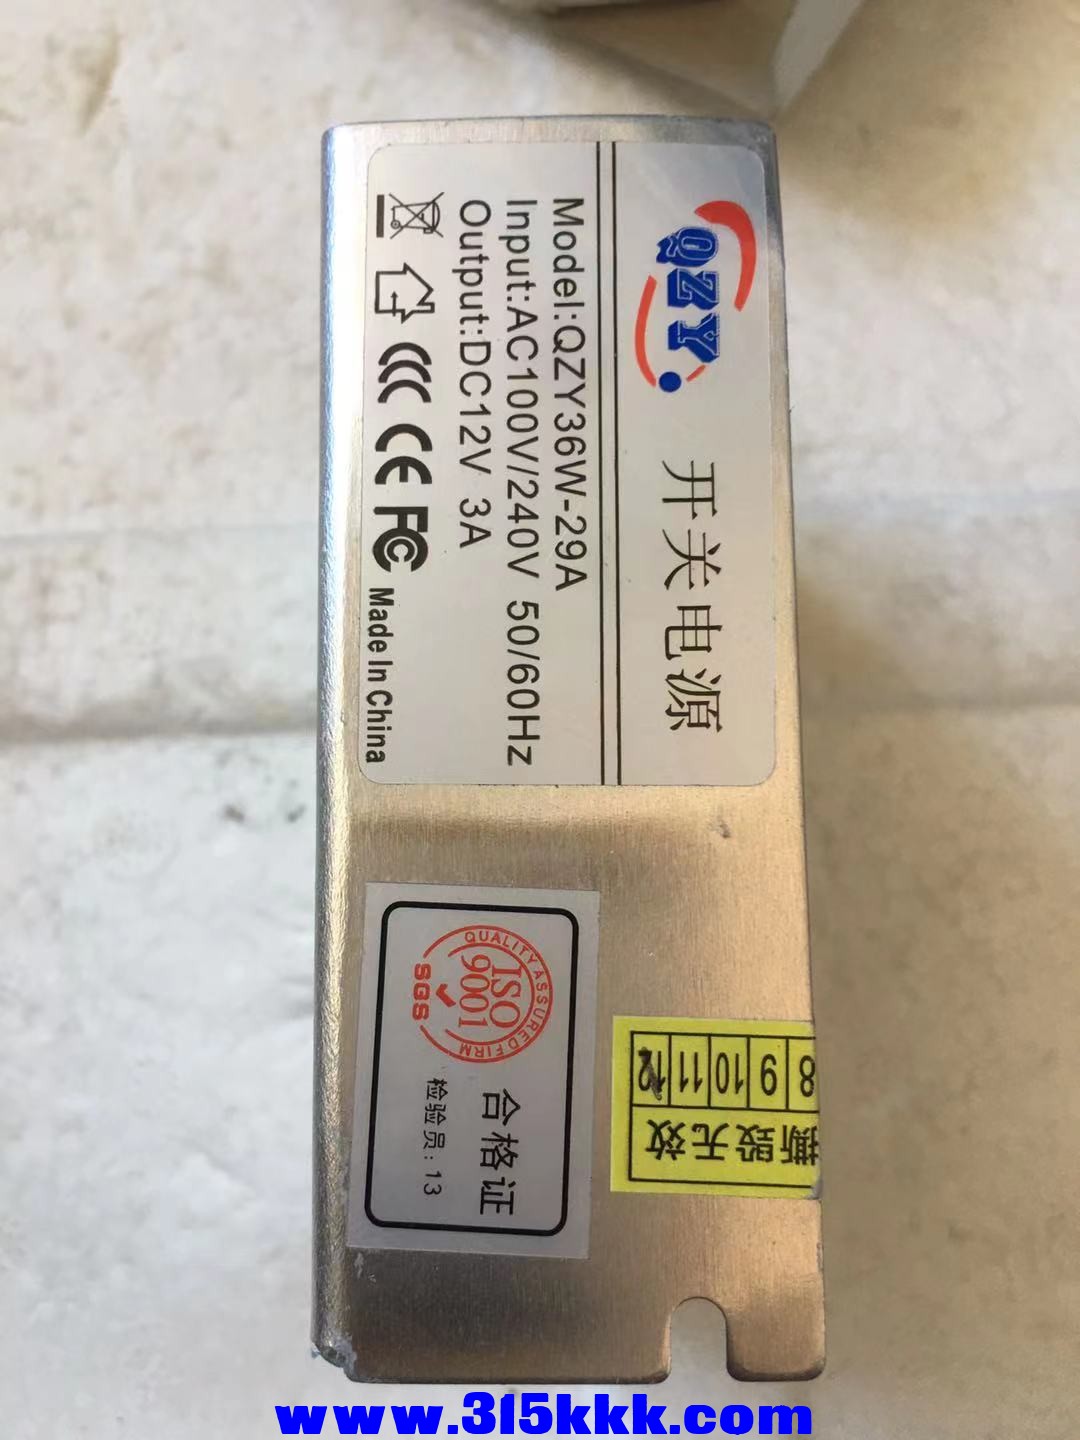 QZY
开关电源
Model:QZY36W-29A
Input:AC100V/240V 50/60Hz
Output:DC12V 3A
CCC CE FC Made In China
QUALITY ASSURED FIRM
ISO
9001
SGS
合格证
检验员:13
8 9 10 11 12
撕毁无效
www.315kkk.com